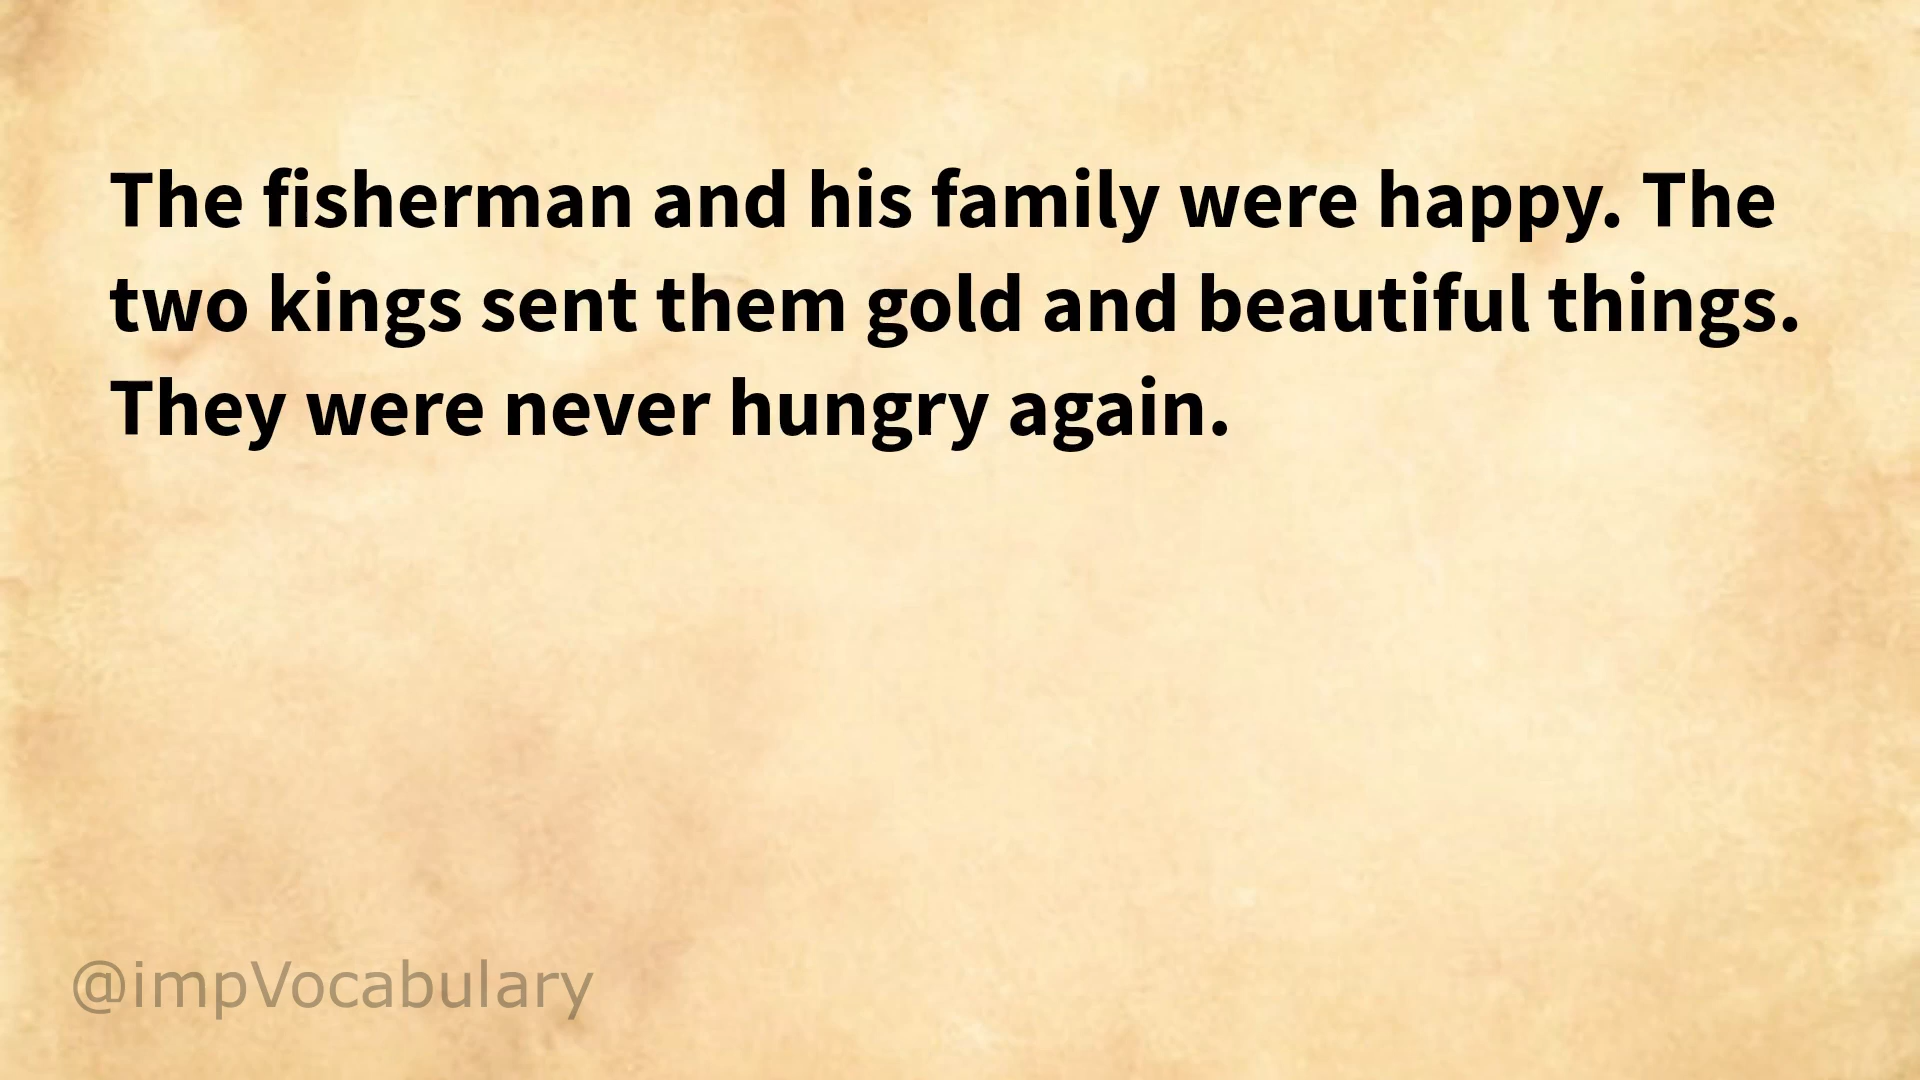 The fisherman and his family were happy. The
two kings sent them gold and beautiful things.
They were never hungry again.
@impVocabulary